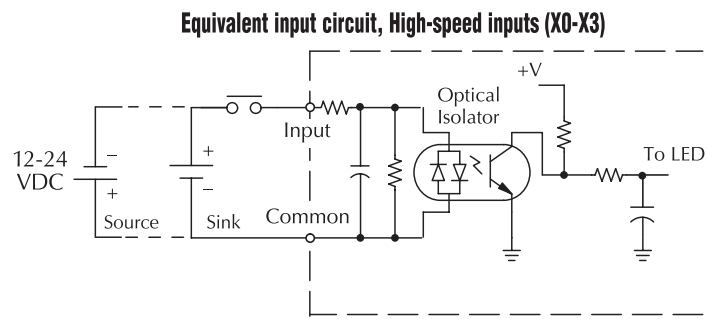 Equivalent input circuit, High-speed inputs (X0-X3)
+V
Optical
Isolator
Input
To LED
12-24
VDC
−
+
+
−
Source
Sink
Common